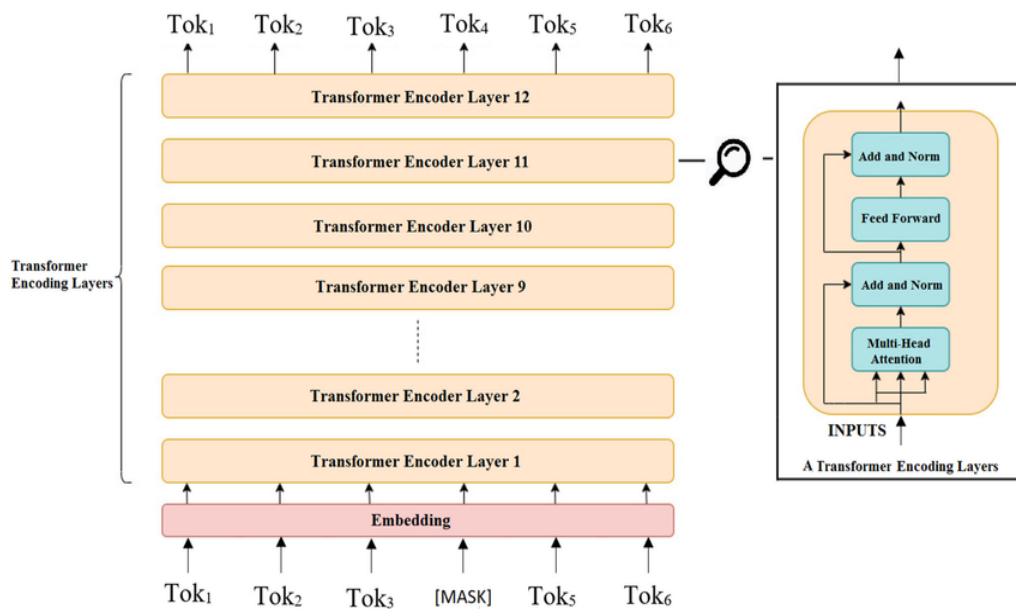 Tok₁ Tok₂ Tok₃ Tok₄ Tok₅ Tok₆
Transformer Encoder Layer 12
Transformer Encoder Layer 11
Transformer Encoder Layer 10
Transformer Encoder Layer 9
Transformer Encoder Layer 2
Transformer Encoder Layer 1
Embedding
Tok₁ Tok₂ Tok₃ [MASK] Tok₅ Tok₆
Transformer
Encoding Layers
Add and Norm
Feed Forward
Add and Norm
Multi-Head
Attention
INPUTS
A Transformer Encoding Layers